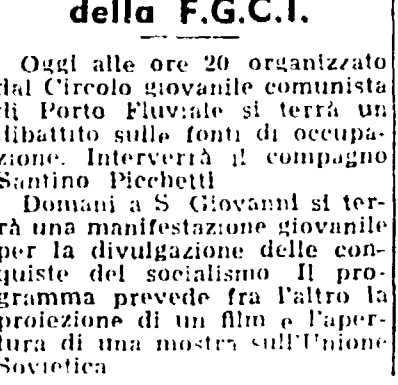 della F.G.C.I.
Oggi alle ore 20 organizzato
dal Circolo giovanile comunista
di Porto Fluviale si terrà un
dibattito sulle fonti di occupa-
zione. Interverrà il compagno
Santino Picchetti
Domani a S Giovanni si ter-
rà una manifestazione giovanile
per la divulgazione delle con-
quiste del socialismo Il pro-
gramma prevede fra l'altro la
proiezione di un film e l'aper-
tura di una mostra sull'Unione
Sovietica